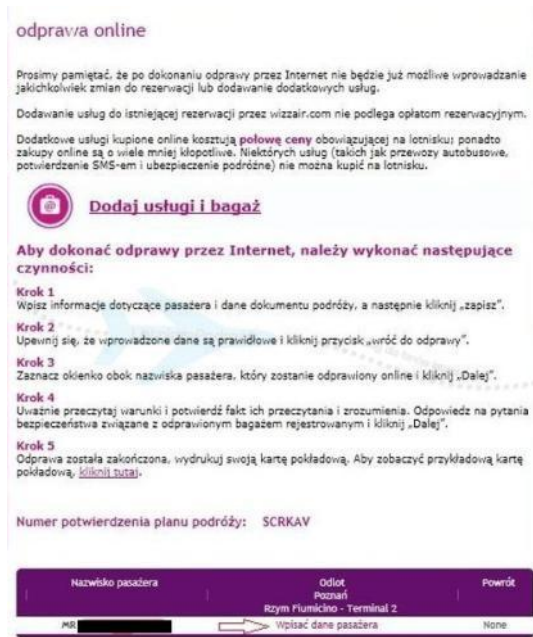 odprawa online
Prosimy pamiętać, że po dokonaniu odprawy przez Internet nie będzie już możliwe wprowadzanie
jakichkolwiek zmian do rezerwacji lub dodawanie dodatkowych usług.
Dodawanie usług do istniejącej rezerwacji przez wizzair.com nie podlega opłatom rezerwacyjnym.
Dodatkowe usługi kupione online kosztują połowę ceny obowiązującej na lotnisku; ponadto
zakupy online są o wiele mniej kłopotliwe. Niektórych usług (takich jak przewozy autobusowe,
potwierdzenie SMS-em i ubezpieczenie podróżne) nie można kupić na lotnisku.
Dodaj usługi i bagaż
Aby dokonać odprawy przez Internet, należy wykonać następujące
czynności:
Krok 1
Wpisz informacje dotyczące pasażera i dane dokumentu podróży, a następnie kliknij „zapisz”.
Krok 2
Upewnij się, że wprowadzone dane są prawidłowe i kliknij przycisk „wróć do odprawy”.
Krok 3
Zaznacz okienko obok nazwiska pasażera, który zostanie odprawiony online i kliknij „Dalej”.
Krok 4
Uważnie przeczytaj warunki i potwierdź fakt ich przeczytania i zrozumienia. Odpowiedz na pytania
bezpieczeństwa związane z odprawionym bagażem rejestrowanym i kliknij „Dalej”.
Krok 5
Odprawa została zakończona, wydrukuj swoją kartę pokładową. Aby zobaczyć przykładową kartę
pokładową, kliknij tutaj.
Numer potwierdzenia planu podróży: SCRKAV
Nazwisko pasażera Odlot Powrót
Poznań
Rzym Fiumicino - Terminal 2
MR Wpisać dane pasażera None